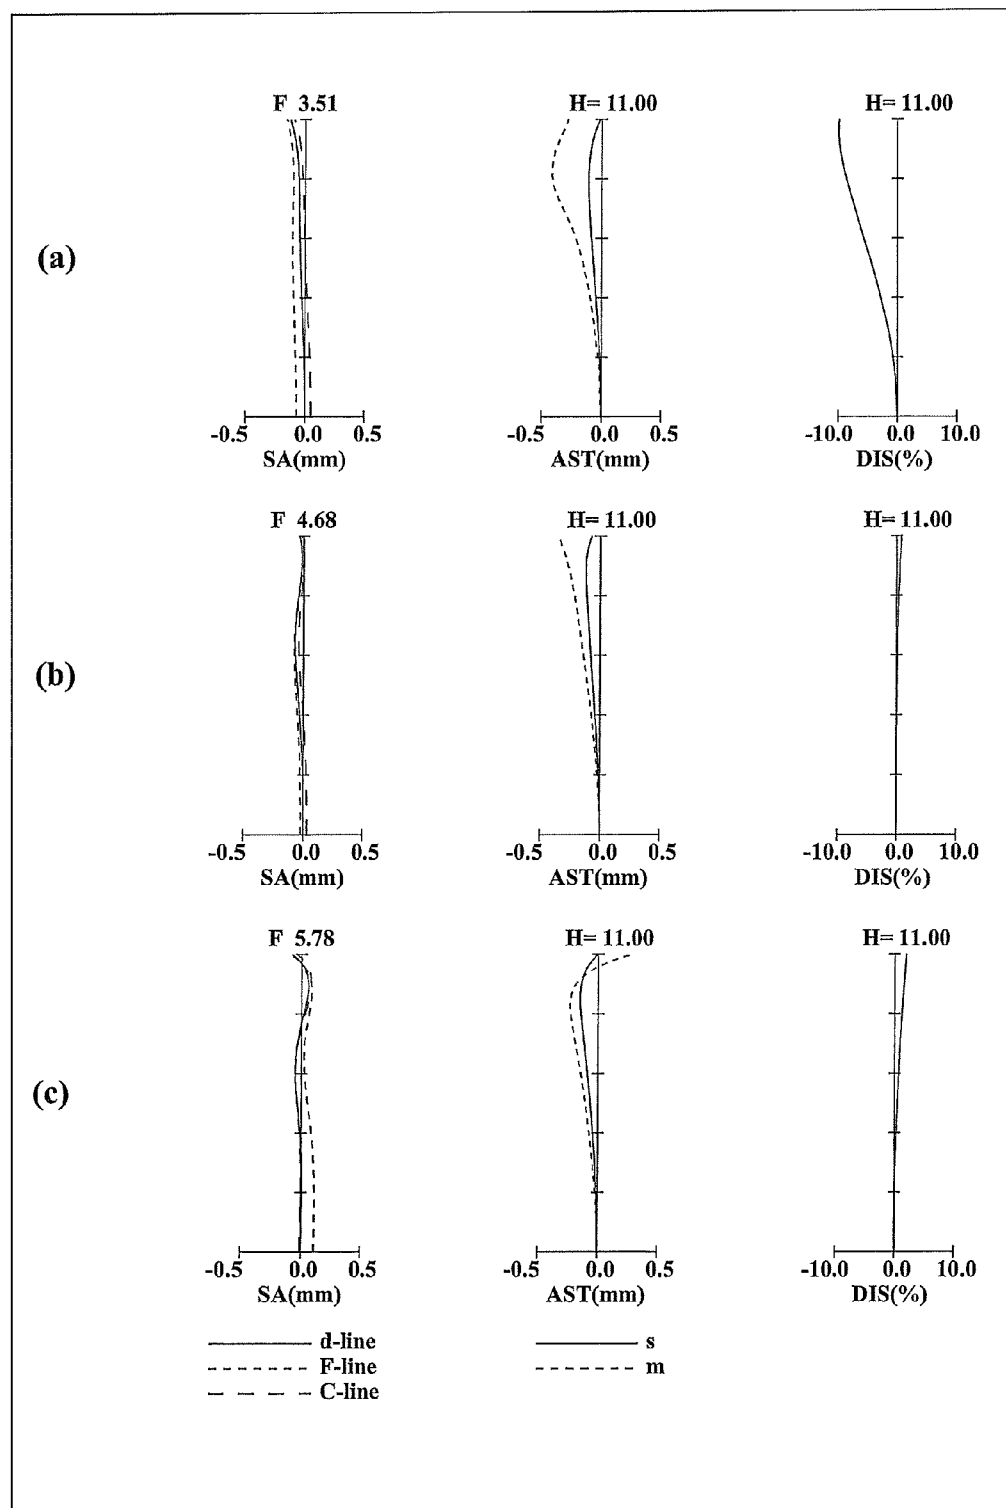 F 3.51 H= 11.00 H= 11.00
(a)
-0.5 0.0 0.5 -0.5 0.0 0.5 -10.0 0.0 10.0
SA(mm) AST(mm) DIS(%)
F 4.68 H= 11.00 H= 11.00
(b)
-0.5 0.0 0.5 -0.5 0.0 0.5 -10.0 0.0 10.0
SA(mm) AST(mm) DIS(%)
F 5.78 H= 11.00 H= 11.00
(c)
-0.5 0.0 0.5 -0.5 0.0 0.5 -10.0 0.0 10.0
SA(mm) AST(mm) DIS(%)
d-line s
F-line m
C-line